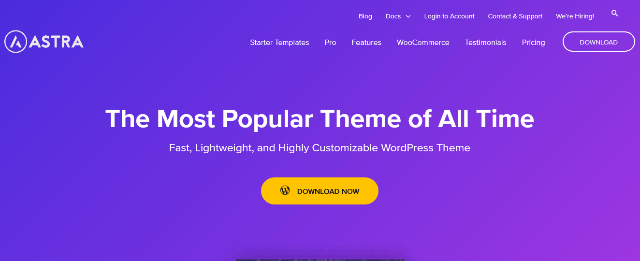 Blog Docs Login to Account Contact & Support We're Hiring!
ASTRA Starter Templates Pro Features WooCommerce Testimonials Pricing DOWNLOAD
The Most Popular Theme of All Time
Fast, Lightweight, and Highly Customizable WordPress Theme
DOWNLOAD NOW